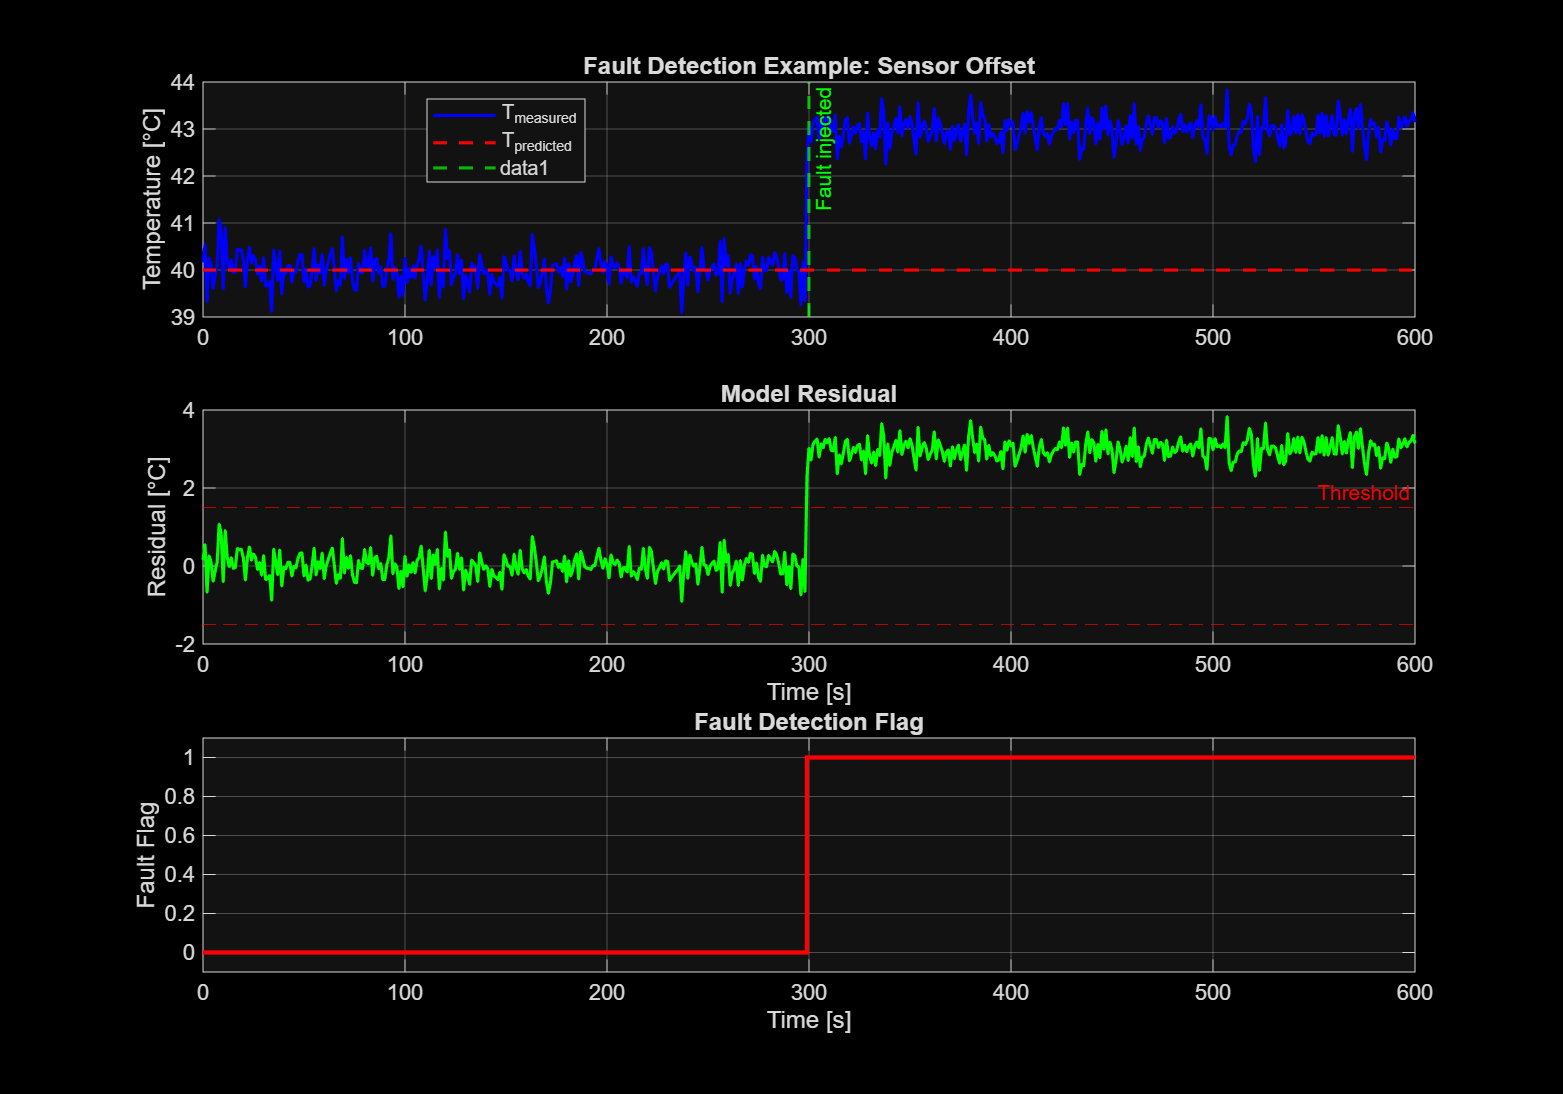 Fault Detection Example: Sensor Offset
Temperature [°C]
44
43
42
41
40
39
T_measured
T_predicted
data1
Fault injected
0 100 200 300 400 500 600
Model Residual
Residual [°C]
4
2
0
-2
Threshold
0 100 200 300 400 500 600
Time [s]
Fault Detection Flag
Fault Flag
1
0.8
0.6
0.4
0.2
0
0 100 200 300 400 500 600
Time [s]